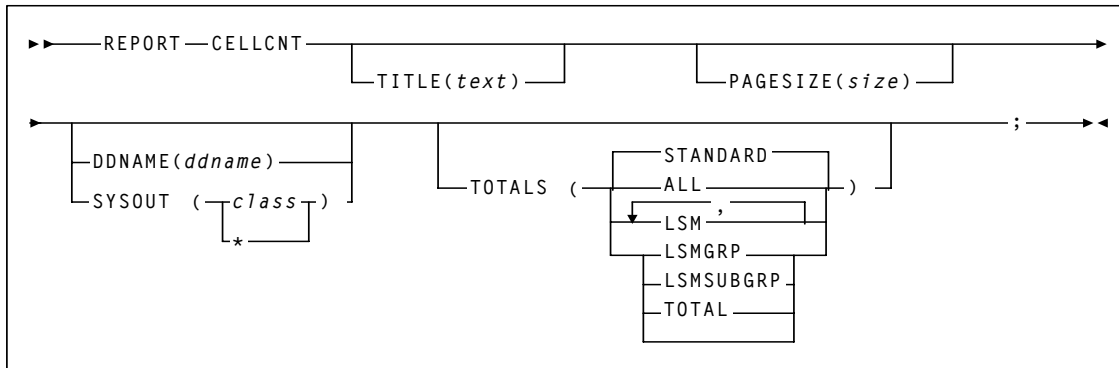 REPORT CELLCNT
TITLE(text) PAGESIZE(size)
;
DDNAME(ddname) STANDARD
SYSOUT (class) TOTALS (ALL)
*
,
LSM
LSMGRP
LSMSUBGRP
TOTAL